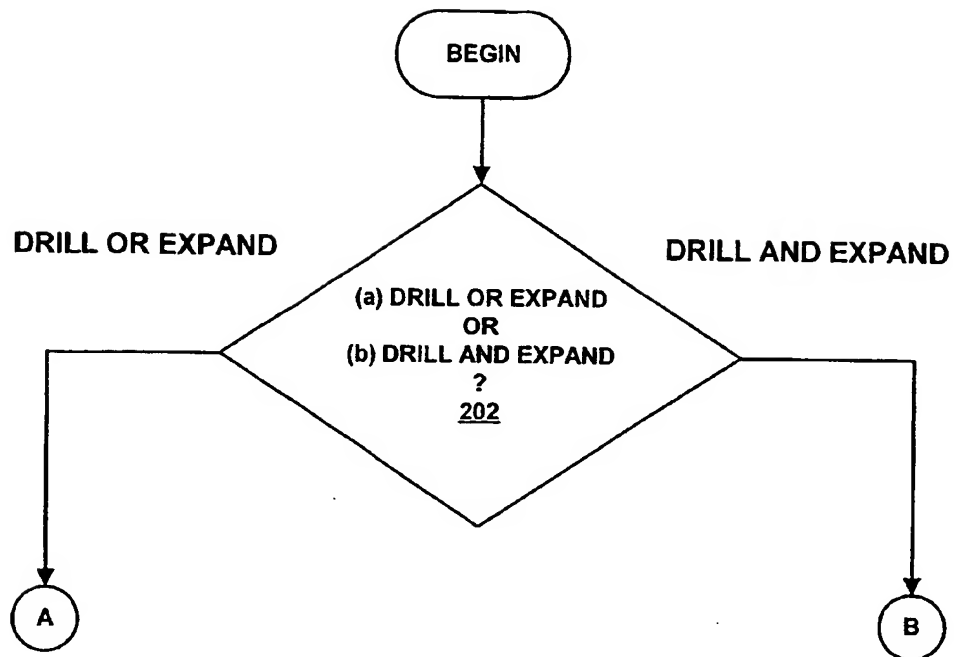 BEGIN
DRILL OR EXPAND
DRILL AND EXPAND
(a) DRILL OR EXPAND
OR
(b) DRILL AND EXPAND
?
202
A
B